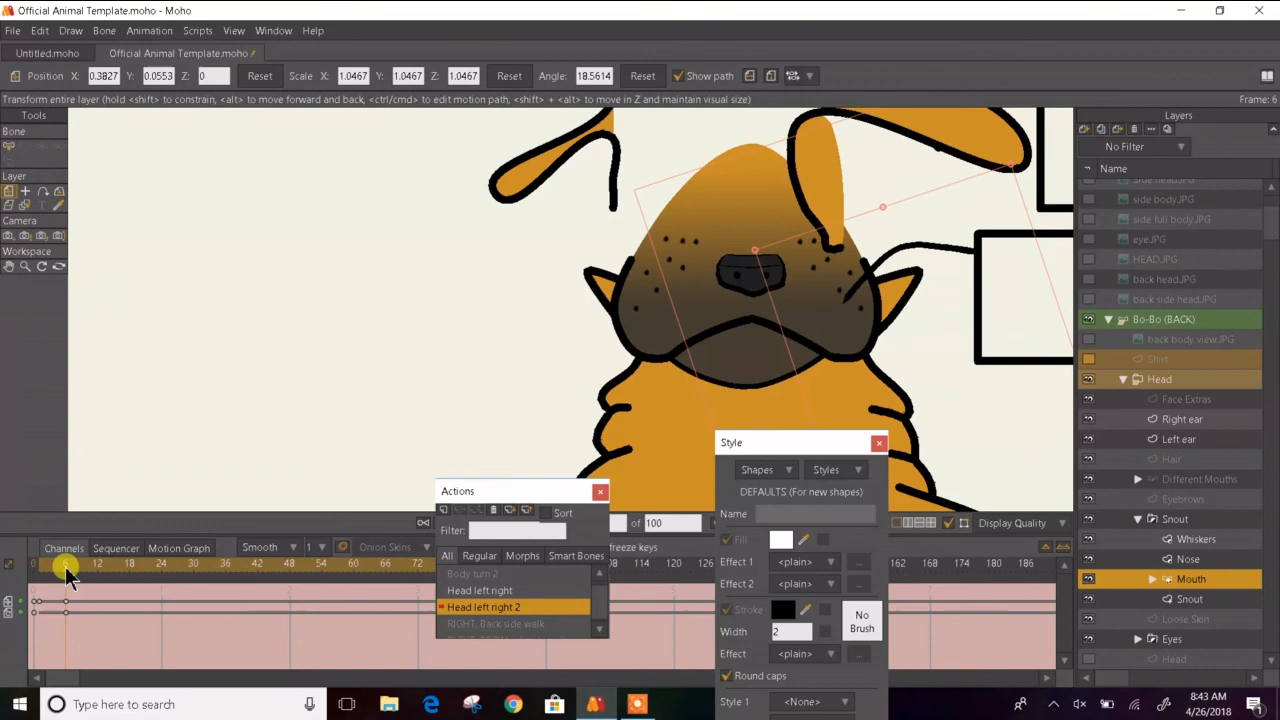 Official Animal Template.moho - Moho
File Edit Draw Bone Animation Scripts View Window Help
Untitled.moho Official Animal Template.moho
Position X: 0.3827 Y: 0.0553 Z: 0 Reset Scale X: 1.0467 Y: 1.0467 Z: 1.0467 Reset Angle: 18.5614 Reset Show path
Transform entire layer (hold <shift> to constrain, <alt> to move forward and back, <ctrl/cmd> to edit motion path, <shift> + <alt> to move in Z and maintain visual size) Frame: 6
Tools
Bone
Layer
Camera
Workspace
Layers
No Filter
Name
side head.JPG
side body.JPG
side full body.JPG
eye.JPG
HEAD.JPG
back head.JPG
back side head.JPG
Bo-Bo (BACK)
back body view.JPG
Shirt
Head
Face Extras
Right ear
Left ear
Hair
Different Mouths
Eyebrows
Snout
Whiskers
Nose
Mouth
Snout
Loose Skin
Eyes
Head
Style
Shapes Styles
DEFAULTS (For new shapes)
Name
Fill
Effect 1 <plain> ...
Effect 2 <plain> ...
Stroke
No Brush
Width 2
Effect <plain> ...
Round caps
Style 1 <None> ...
Actions
Sort
Filter:
All Regular Morphs Smart Bones
Body turn 2
Head left right
Head left right 2
RIGHT, Back side walk
of 100
Display Quality
Channels Sequencer Motion Graph Smooth 1 Onion Skins
freeze keys
0 6 12 18 24 30 36 42 48 54 60 66 72 108 114 120 162 168 174 180 186
0
Type here to search
8:43 AM
4/26/2018